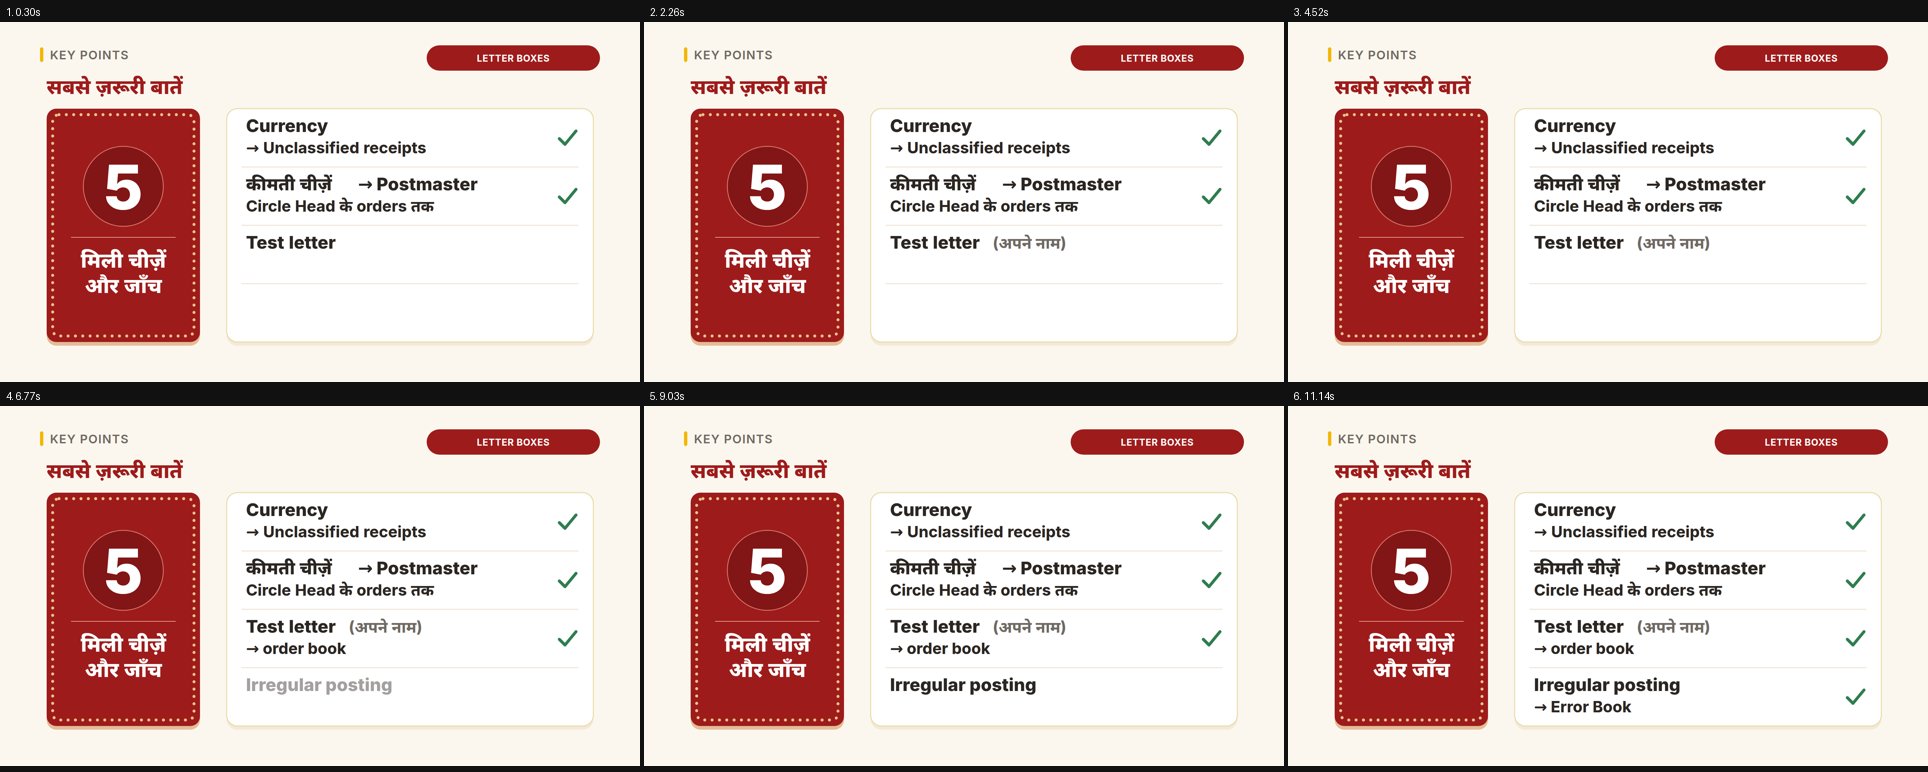 1. 0.30s
KEY POINTS
LETTER BOXES
सबसे ज़रूरी बातें
5
मिली चीज़ें
और जाँच
Currency
→ Unclassified receipts
कीमती चीज़ें → Postmaster
Circle Head के orders तक
Test letter
2. 2.26s
KEY POINTS
LETTER BOXES
सबसे ज़रूरी बातें
5
मिली चीज़ें
और जाँच
Currency
→ Unclassified receipts
कीमती चीज़ें → Postmaster
Circle Head के orders तक
Test letter (अपने नाम)
3. 4.52s
KEY POINTS
LETTER BOXES
सबसे ज़रूरी बातें
5
मिली चीज़ें
और जाँच
Currency
→ Unclassified receipts
कीमती चीज़ें → Postmaster
Circle Head के orders तक
Test letter (अपने नाम)
4. 6.77s
KEY POINTS
LETTER BOXES
सबसे ज़रूरी बातें
5
मिली चीज़ें
और जाँच
Currency
→ Unclassified receipts
कीमती चीज़ें → Postmaster
Circle Head के orders तक
Test letter (अपने नाम)
→ order book
Irregular posting
5. 9.03s
KEY POINTS
LETTER BOXES
सबसे ज़रूरी बातें
5
मिली चीज़ें
और जाँच
Currency
→ Unclassified receipts
कीमती चीज़ें → Postmaster
Circle Head के orders तक
Test letter (अपने नाम)
→ order book
Irregular posting
6. 11.14s
KEY POINTS
LETTER BOXES
सबसे ज़रूरी बातें
5
मिली चीज़ें
और जाँच
Currency
→ Unclassified receipts
कीमती चीज़ें → Postmaster
Circle Head के orders तक
Test letter (अपने नाम)
→ order book
Irregular posting
→ Error Book